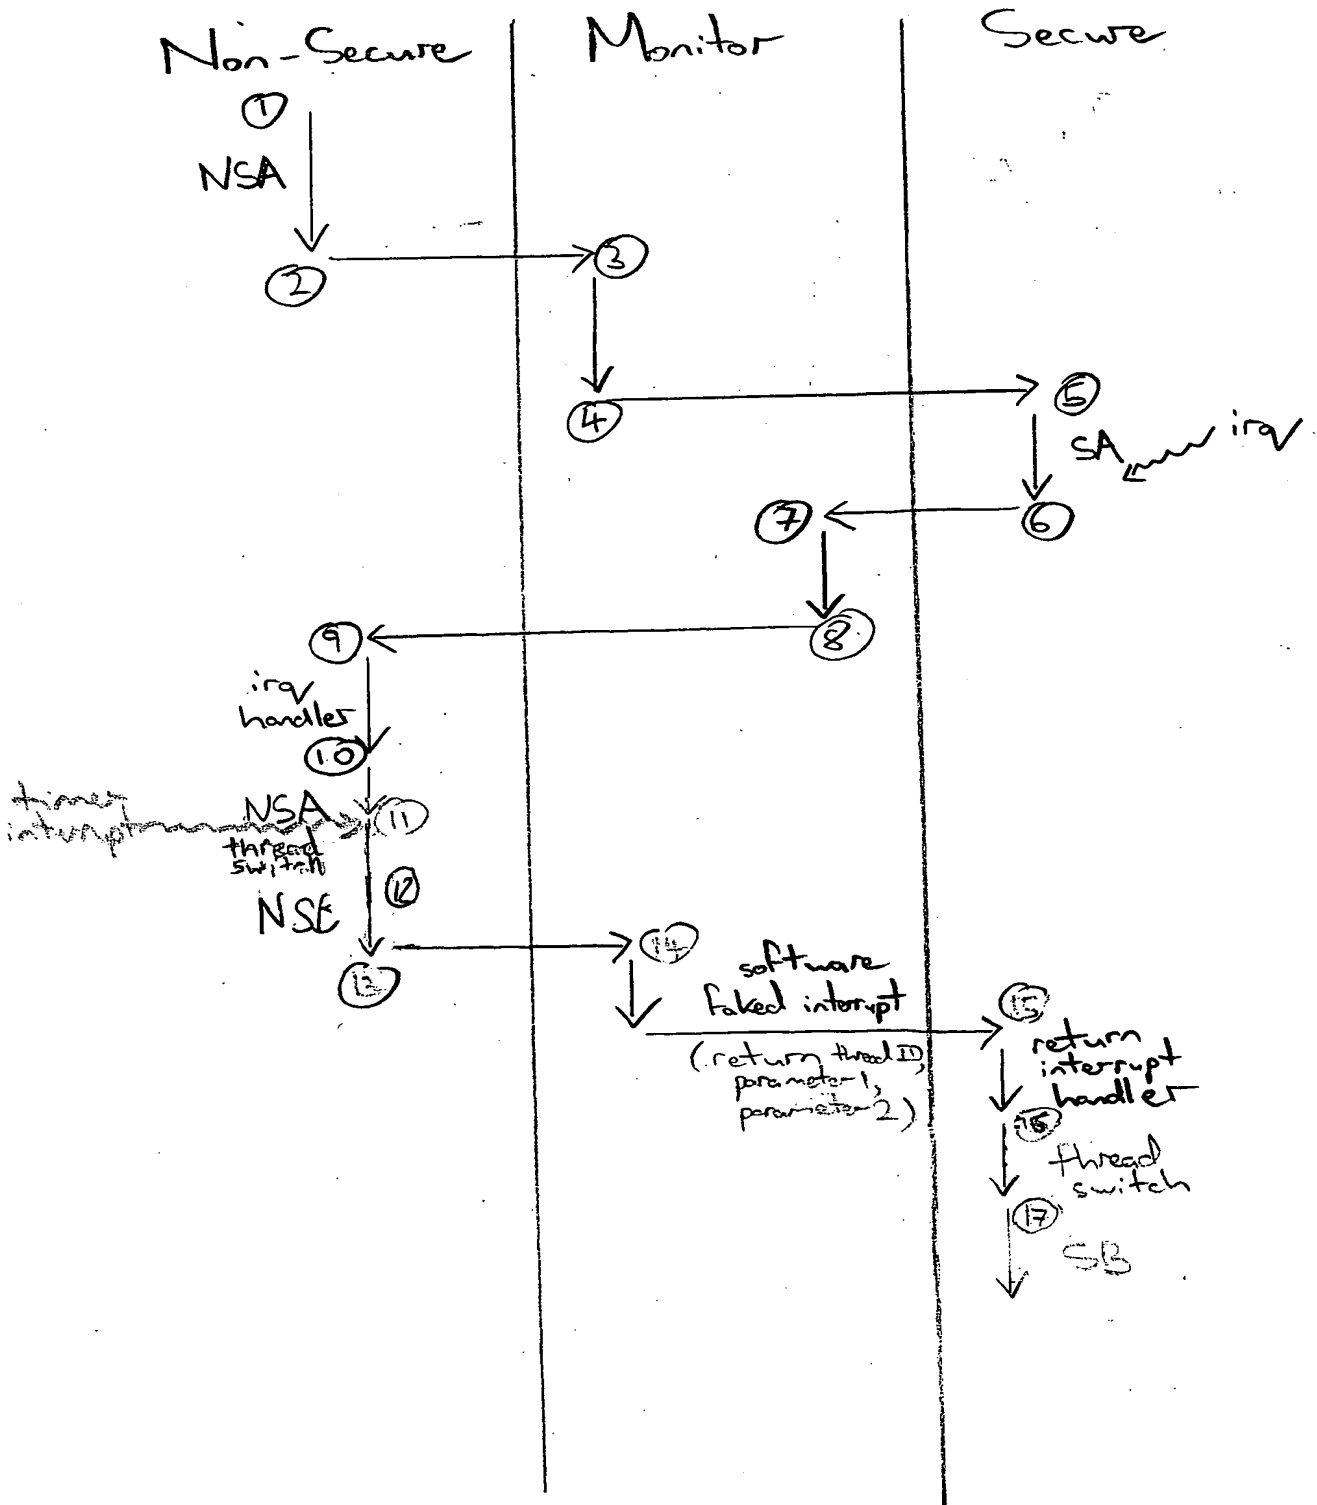 Non-Secure
Monitor
Secure
1
NSA
2
3
4
5
SA
irq
6
7
8
9
irq
handler
10
timer
interrupt
NSA
11
thread
switch
12
13
14
software
faked interrupt
(return thread ID,
parameter 1,
parameter 2)
15
return
interrupt
handler
16
thread
switch
17
SB